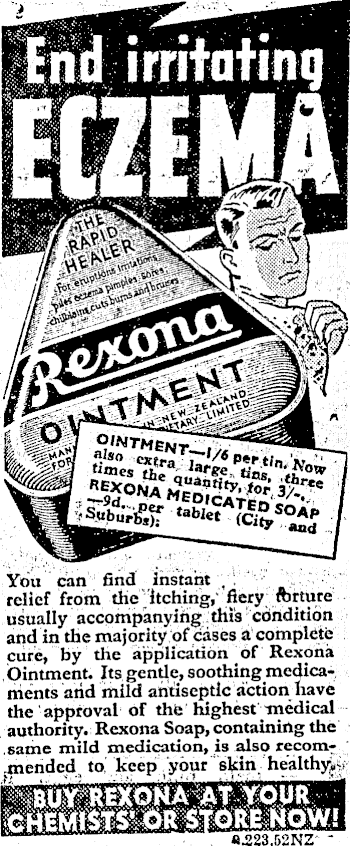 End irritating
ECZEMA
THE
RAPID
HEALER
For eruptions irritations
piles eczema pimples sores
chilblains cuts burns and bruises
Rexona
OINTMENT
IN NEW ZEALAND
FOR
LIMITED
OINTMENT—1/6 per tin. Now
also extra large tins, three
times the quantity, for 3/-.
REXONA MEDICATED SOAP
—9d. per tablet (City and
Suburbs).
You can find instant
relief from the itching, fiery torture
usually accompanying this condition
and in the majority of cases a complete
cure, by the application of Rexona
Ointment. Its gentle, soothing medica-
ments and mild antiseptic action have
the approval of the highest medical
authority. Rexona Soap, containing the
same mild medication, is also recom-
mended to keep your skin healthy.
BUY REXONA AT YOUR
CHEMISTS' OR STORE NOW!
.223.52NZ